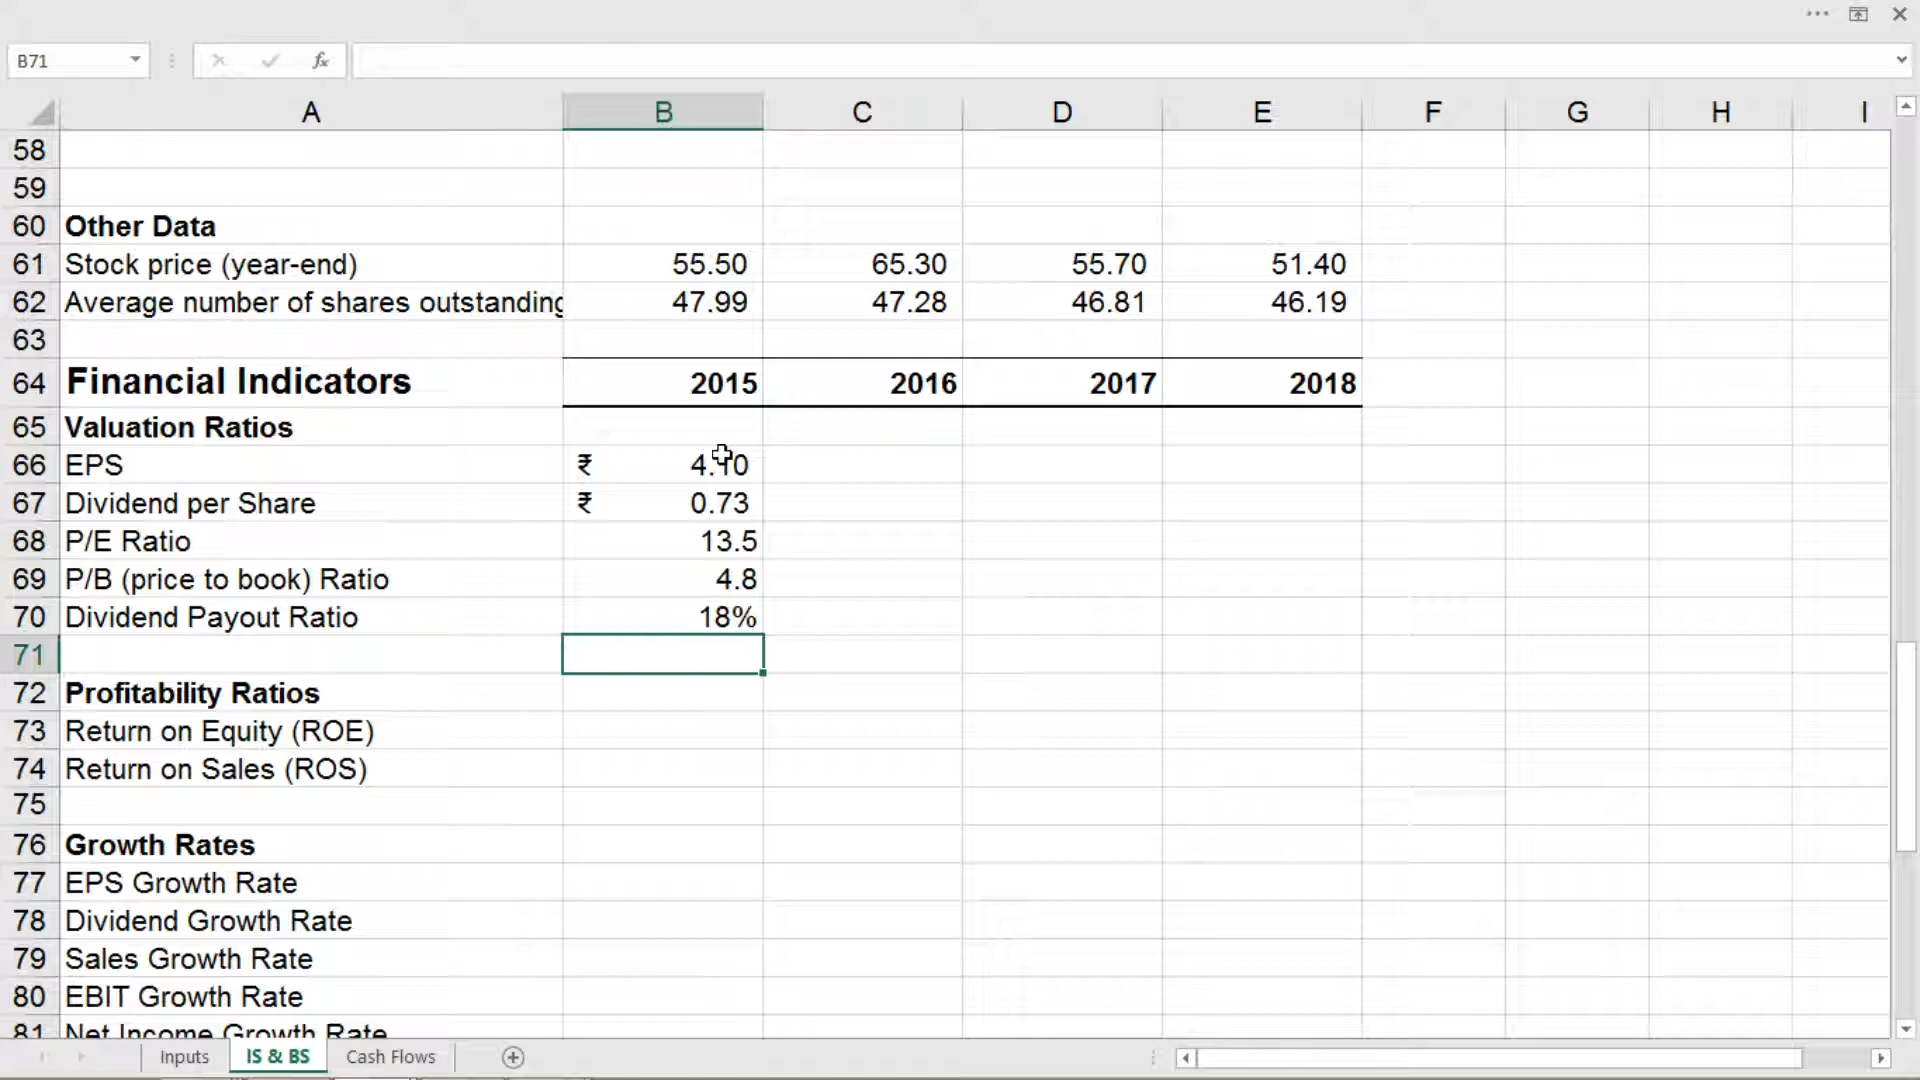 B71 fx
A B C D E F G H I
58
59
60 Other Data
61 Stock price (year-end) 55.50 65.30 55.70 51.40
62 Average number of shares outstanding 47.99 47.28 46.81 46.19
63
64 Financial Indicators 2015 2016 2017 2018
65 Valuation Ratios
66 EPS ₹ 4.10
67 Dividend per Share ₹ 0.73
68 P/E Ratio 13.5
69 P/B (price to book) Ratio 4.8
70 Dividend Payout Ratio 18%
71
72 Profitability Ratios
73 Return on Equity (ROE)
74 Return on Sales (ROS)
75
76 Growth Rates
77 EPS Growth Rate
78 Dividend Growth Rate
79 Sales Growth Rate
80 EBIT Growth Rate
81 Net Income Growth Rate
Inputs IS & BS Cash Flows